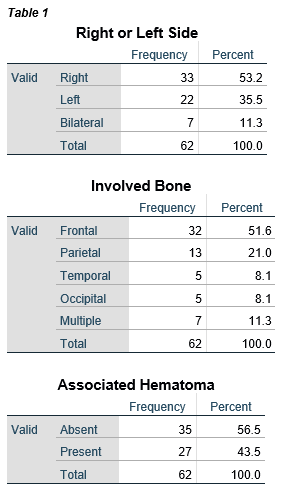 Table 1
Right or Left Side
Frequency Percent
Valid Right 33 53.2
Left 22 35.5
Bilateral 7 11.3
Total 62 100.0
Involved Bone
Frequency Percent
Valid Frontal 32 51.6
Parietal 13 21.0
Temporal 5 8.1
Occipital 5 8.1
Multiple 7 11.3
Total 62 100.0
Associated Hematoma
Frequency Percent
Valid Absent 35 56.5
Present 27 43.5
Total 62 100.0